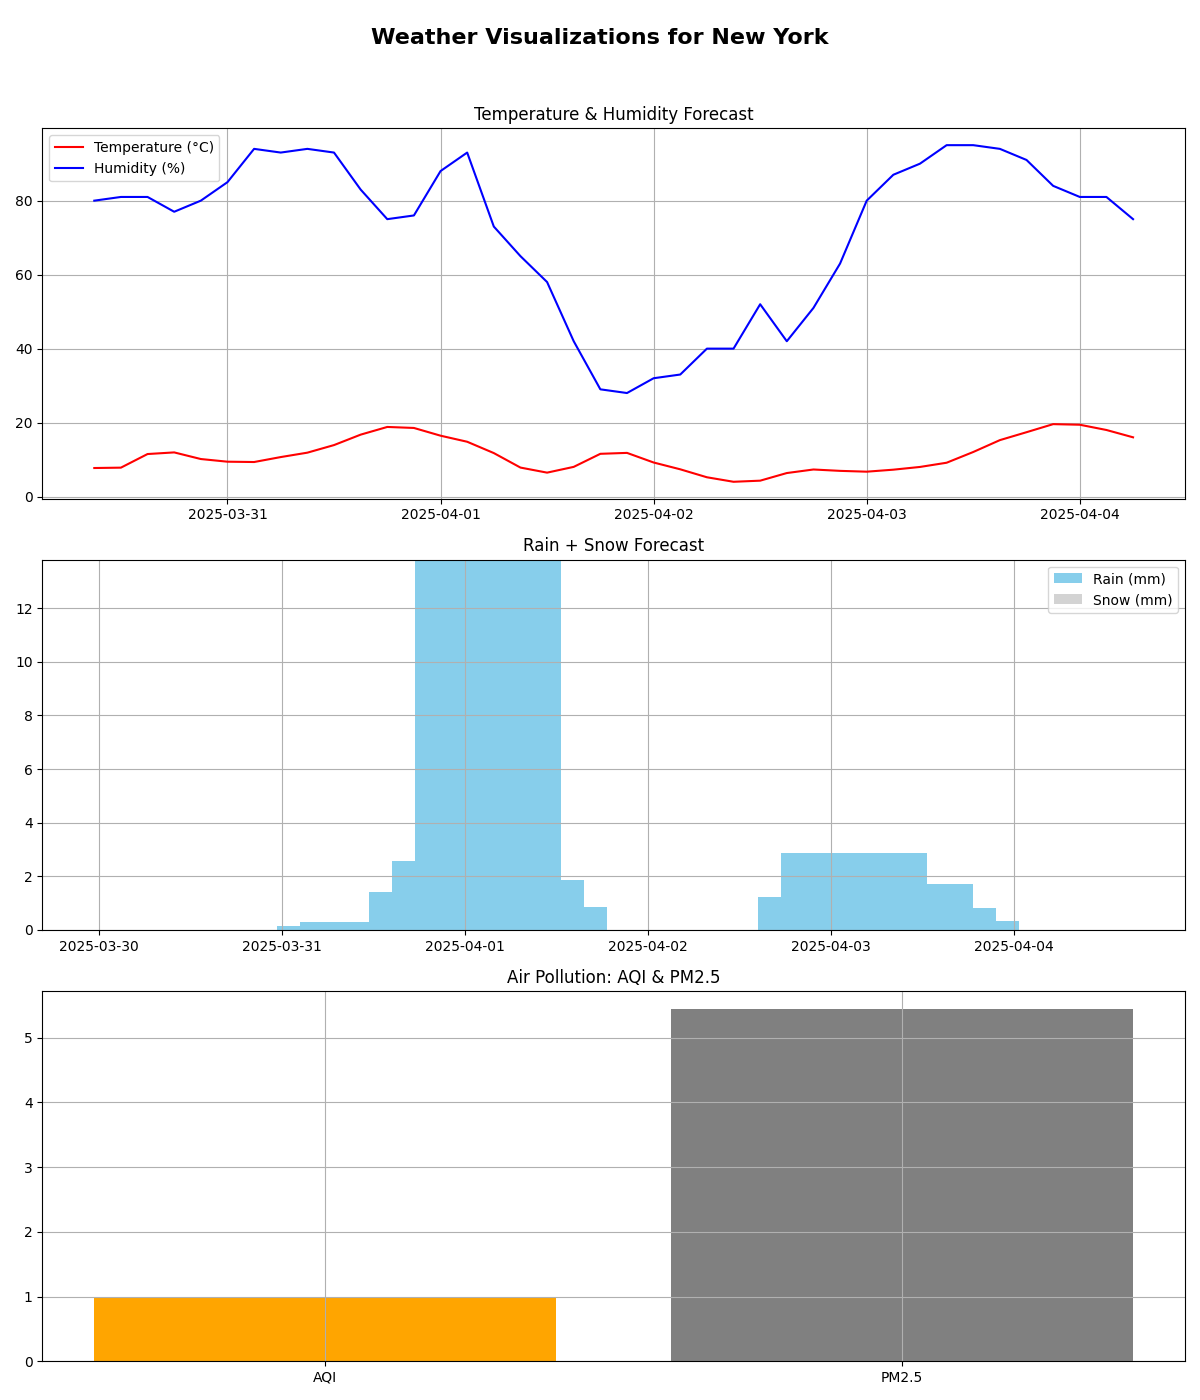 Weather Visualizations for New York
Temperature & Humidity Forecast
Temperature (°C)
Humidity (%)
80
60
40
20
0
2025-03-31
2025-04-01
2025-04-02
2025-04-03
2025-04-04
Rain + Snow Forecast
Rain (mm)
Snow (mm)
12
10
8
6
4
2
0
2025-03-30
2025-03-31
2025-04-01
2025-04-02
2025-04-03
2025-04-04
Air Pollution: AQI & PM2.5
5
4
3
2
1
0
AQI
PM2.5